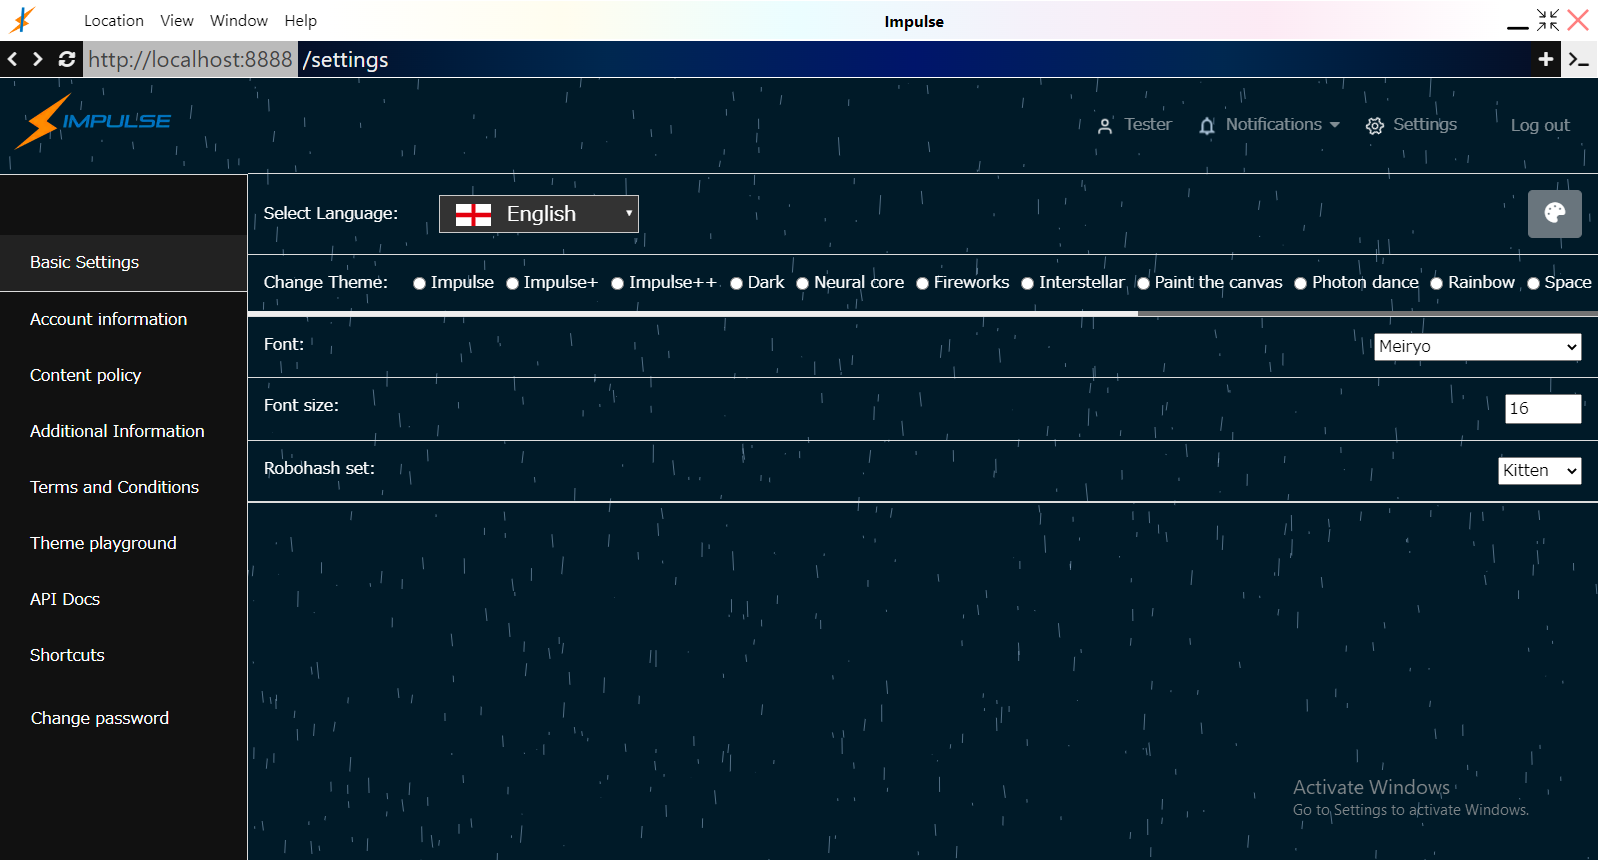 Location View Window Help
Impulse
http://localhost:8888 /settings
IMPULSE
Tester Notifications Settings Log out
Select Language: English
Basic Settings
Account information
Content policy
Additional Information
Terms and Conditions
Theme playground
API Docs
Shortcuts
Change password
Change Theme: Impulse Impulse+ Impulse++ Dark Neural core Fireworks Interstellar Paint the canvas Photon dance Rainbow Space
Font: Meiryo
Font size: 16
Robohash set: Kitten
Activate Windows
Go to Settings to activate Windows.